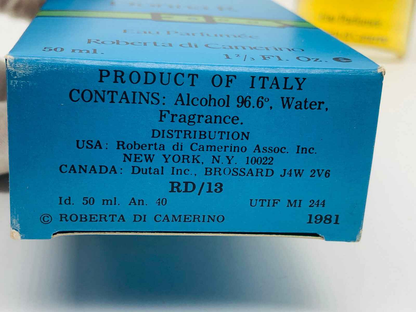 Eau Parfumée
Roberta di Camerino
50 ml. 1 ⅔ Fl. Oz. e
PRODUCT OF ITALY
CONTAINS: Alcohol 96.6°, Water,
Fragrance.
DISTRIBUTION
USA: Roberta di Camerino Assoc. Inc.
NEW YORK, N.Y. 10022
CANADA: Dutal Inc., BROSSARD J4W 2V6
RD/13
Id. 50 ml. An. 40 UTIF MI 244
© ROBERTA DI CAMERINO 1981